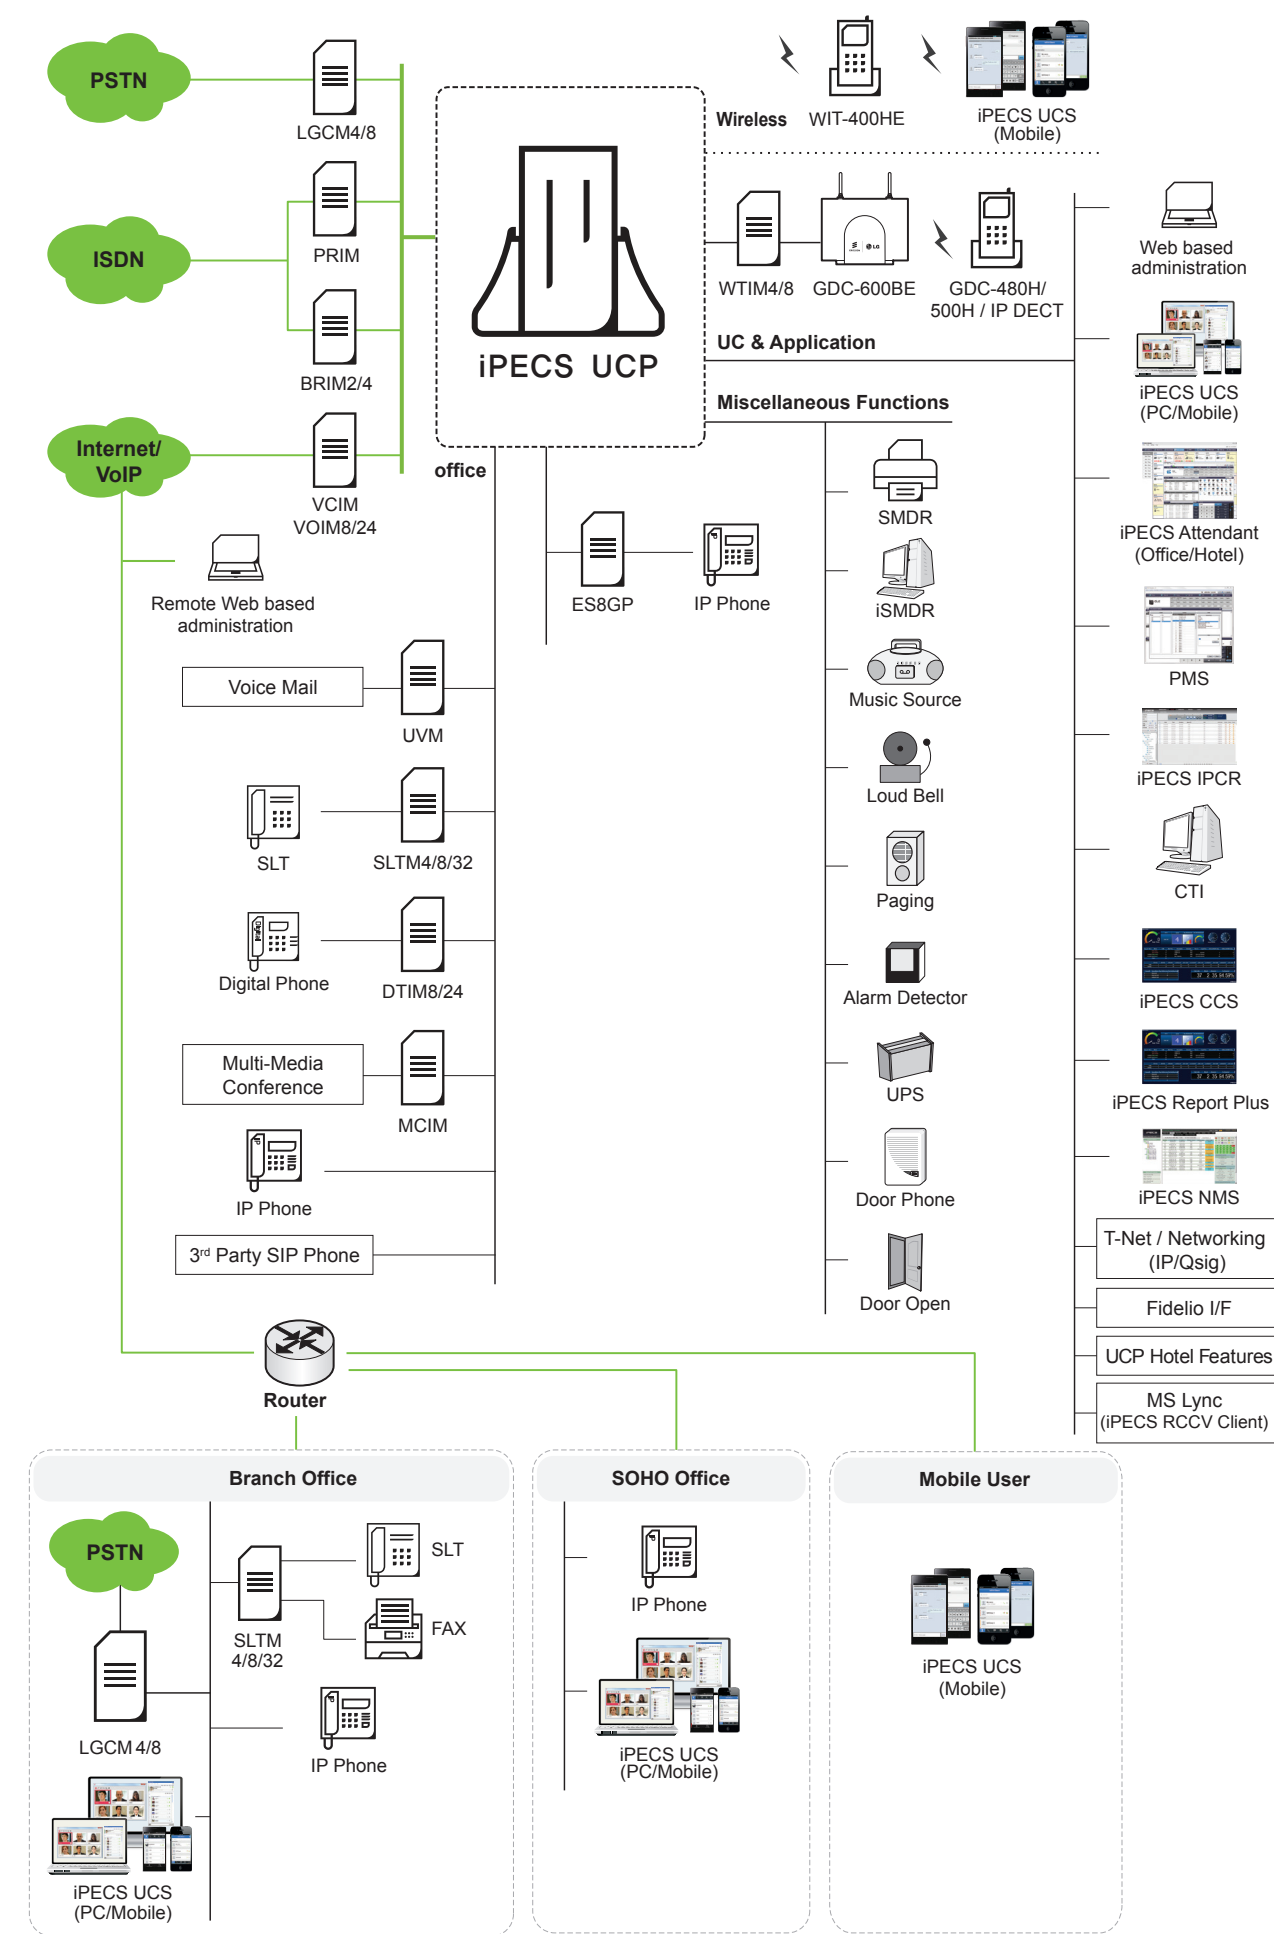 PSTN
LGCM4/8
ISDN
PRIM
BRIM2/4
Internet/
VoIP
VCIM
VOIM8/24
Remote Web based
administration
iPECS UCP
office
Wireless
WIT-400HE
iPECS UCS
(Mobile)
WTIM4/8
GDC-600BE
LG
GDC-480H/
500H / IP DECT
UC & Application
Miscellaneous Functions
ES8GP
IP Phone
Voice Mail
UVM
SLT
SLTM4/8/32
Digital
Digital Phone
DTIM8/24
Multi-Media
Conference
MCIM
IP
IP Phone
3rd Party SIP Phone
SMDR
iSMDR
Music Source
Loud Bell
Paging
Alarm Detector
UPS
Door Phone
Door Open
Web based
administration
iPECS UCS
(PC/Mobile)
iPECS Attendant
(Office/Hotel)
PMS
iPECS IPCR
CTI
iPECS CCS
iPECS Report Plus
iPECS NMS
T-Net / Networking
(IP/Qsig)
Fidelio I/F
UCP Hotel Features
MS Lync
(iPECS RCCV Client)
Router
Branch Office
PSTN
LGCM 4/8
SLTM
4/8/32
SLT
FAX
IP Phone
iPECS UCS
(PC/Mobile)
SOHO Office
IP Phone
iPECS UCS
(PC/Mobile)
Mobile User
iPECS UCS
(Mobile)